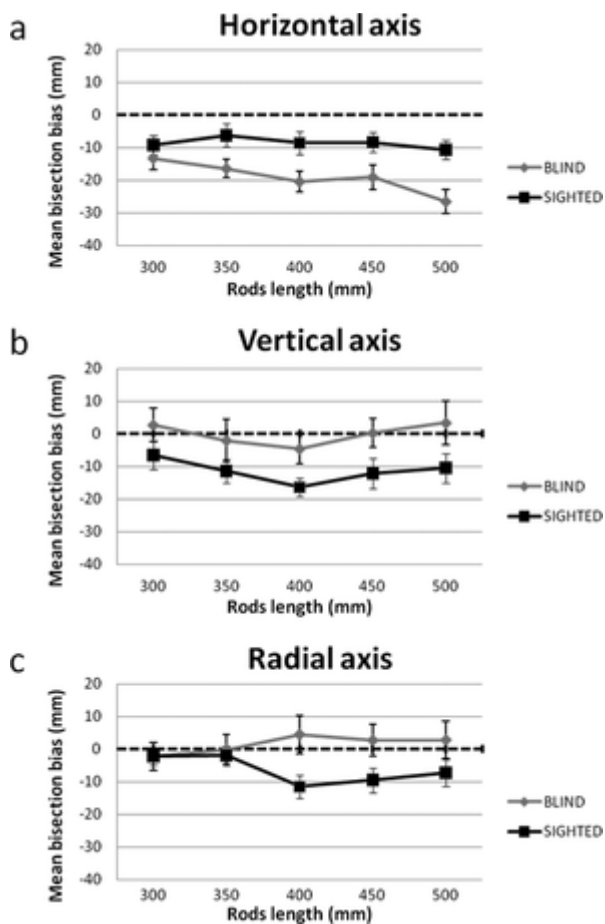 a
Horizontal axis
Mean bisection bias (mm)
20
10
0
-10
-20
-30
-40
300 350 400 450 500
Rods length (mm)
BLIND
SIGHTED
b
Vertical axis
Mean bisection bias (mm)
20
10
0
-10
-20
-30
-40
300 350 400 450 500
Rods length (mm)
BLIND
SIGHTED
c
Radial axis
Mean bisection bias (mm)
20
10
0
-10
-20
-30
-40
300 350 400 450 500
Rods length (mm)
BLIND
SIGHTED